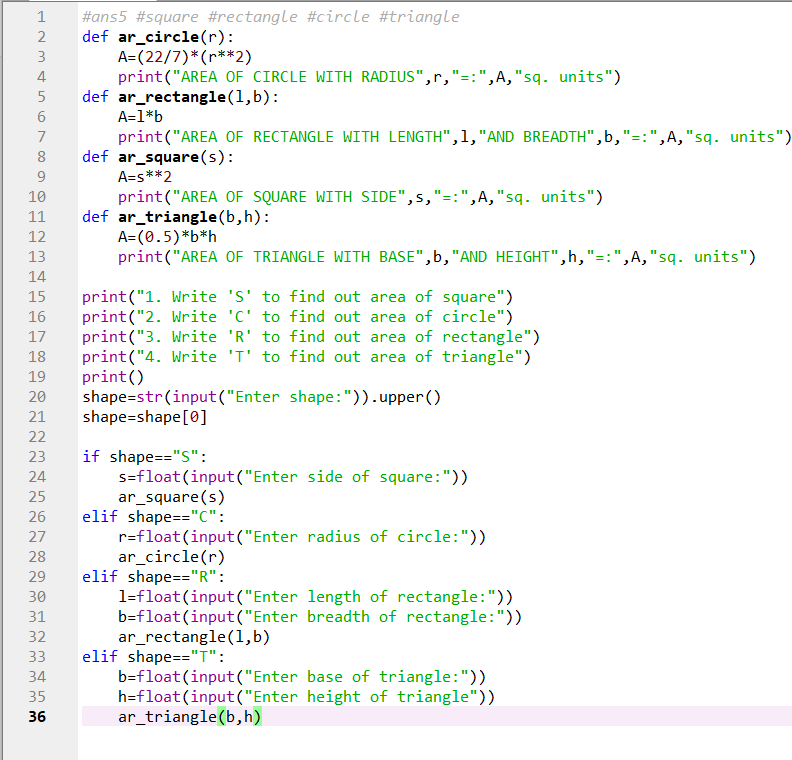 1 #ans5 #square #rectangle #circle #triangle
2 def ar_circle(r):
3     A=(22/7)*(r**2)
4     print("AREA OF CIRCLE WITH RADIUS",r,"=:",A,"sq. units")
5 def ar_rectangle(l,b):
6     A=l*b
7     print("AREA OF RECTANGLE WITH LENGTH",l,"AND BREADTH",b,"=:",A,"sq. units")
8 def ar_square(s):
9     A=s**2
10     print("AREA OF SQUARE WITH SIDE",s,"=:",A,"sq. units")
11 def ar_triangle(b,h):
12     A=(0.5)*b*h
13     print("AREA OF TRIANGLE WITH BASE",b,"AND HEIGHT",h,"=:",A,"sq. units")
14
15 print("1. Write 'S' to find out area of square")
16 print("2. Write 'C' to find out area of circle")
17 print("3. Write 'R' to find out area of rectangle")
18 print("4. Write 'T' to find out area of triangle")
19 print()
20 shape=str(input("Enter shape:")).upper()
21 shape=shape[0]
22
23 if shape=="S":
24     s=float(input("Enter side of square:"))
25     ar_square(s)
26 elif shape=="C":
27     r=float(input("Enter radius of circle:"))
28     ar_circle(r)
29 elif shape=="R":
30     l=float(input("Enter length of rectangle:"))
31     b=float(input("Enter breadth of rectangle:"))
32     ar_rectangle(l,b)
33 elif shape=="T":
34     b=float(input("Enter base of triangle:"))
35     h=float(input("Enter height of triangle"))
36     ar_triangle(b,h)